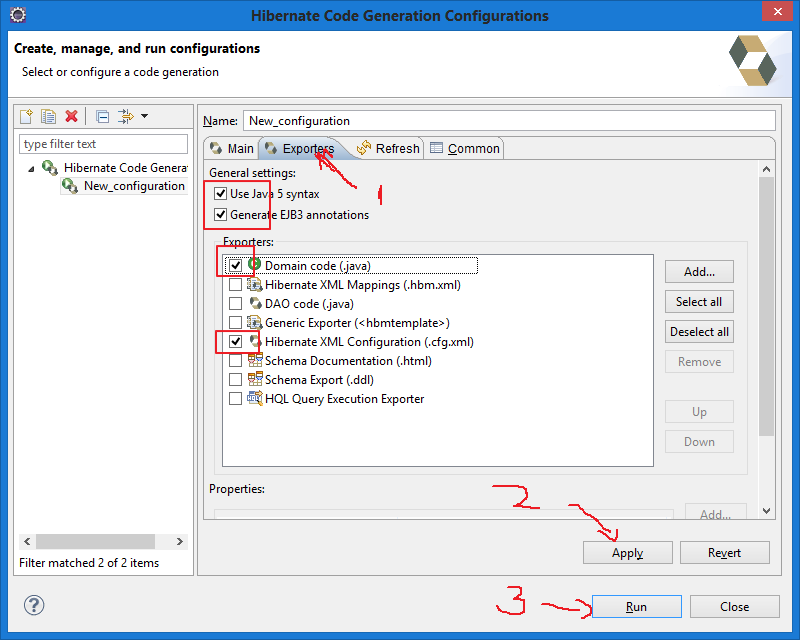 Hibernate Code Generation Configurations
Create, manage, and run configurations
Select or configure a code generation
type filter text
Hibernate Code Genera
New_configuration
Filter matched 2 of 2 items
Name: New_configuration
Main Exporters Refresh Common
1
General settings:
Use Java 5 syntax
Generate EJB3 annotations
Exporters:
Domain code (.java)
Hibernate XML Mappings (.hbm.xml)
DAO code (.java)
Generic Exporter (<hbmtemplate>)
Hibernate XML Configuration (.cfg.xml)
Schema Documentation (.html)
Schema Export (.ddl)
HQL Query Execution Exporter
Add...
Select all
Deselect all
Remove
Up
Down
Properties:
Add...
2
Apply Revert
3
Run Close